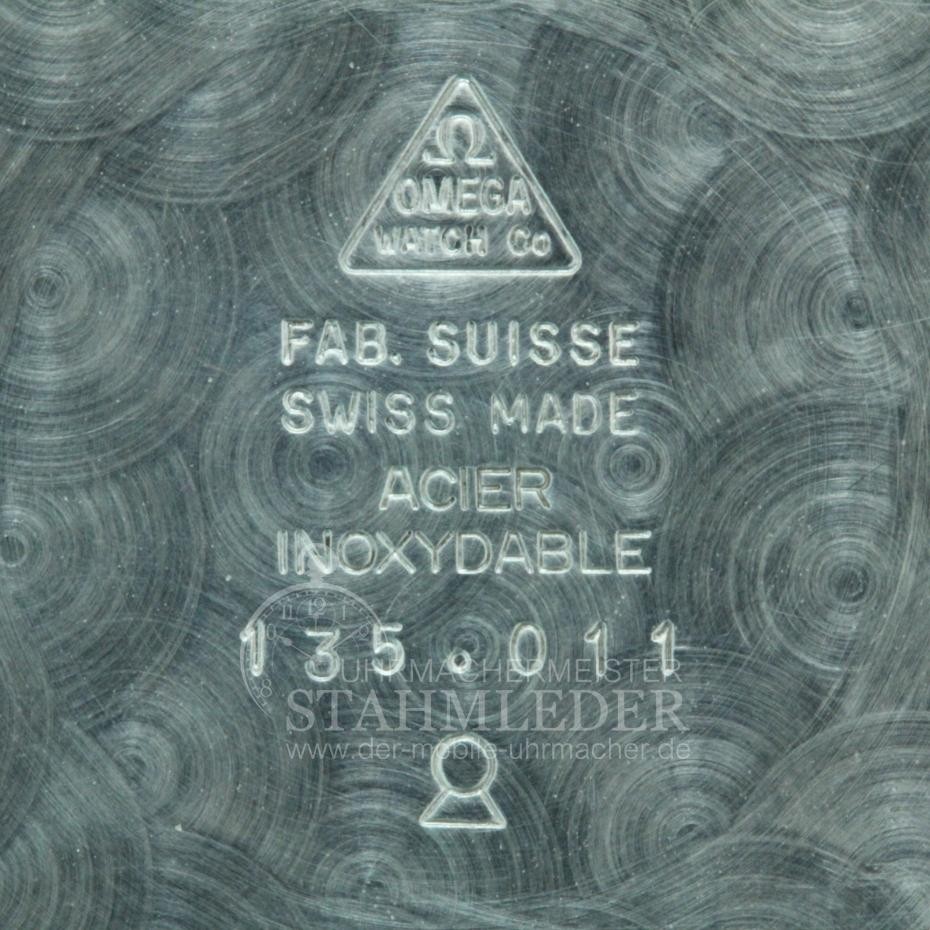 Ω
OMEGA
WATCH Co
FAB. SUISSE
SWISS MADE
ACIER
INOXYDABLE
135.011
UHRMACHERMEISTER
STAHMLEDER
www.der-mobile-uhrmacher.de